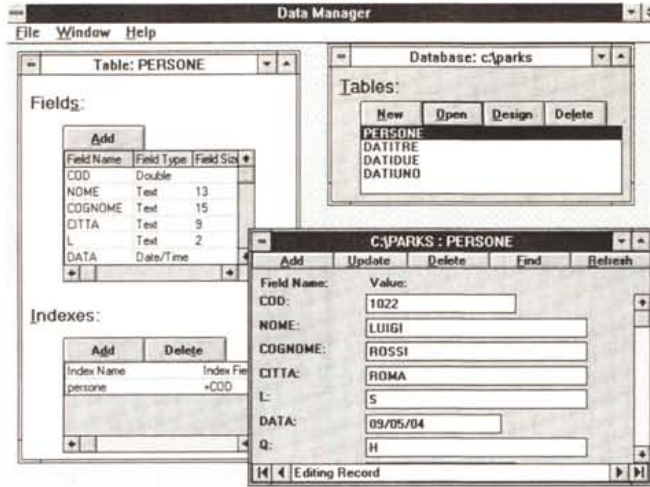 Data Manager
File Window Help
Table: PERSONE
Fields:
Add
Field Name Field Type Field Siz
COD Double
NOME Text 13
COGNOME Text 15
CITTA Text 9
L Text 2
DATA Date/Time
Indexes:
Add Delete
Index Name Index Fie
persone +COD
Database: c:\parks
Tables:
New Open Design Delete
PERSONE
DATITRE
DATIDUE
DATIUNO
C:\PARKS : PERSONE
Add Update Delete Find Refresh
Field Name: Value:
COD: 1022
NOME: LUIGI
COGNOME: ROSSI
CITTA: ROMA
L: S
DATA: 09/05/04
Q: H
Editing Record